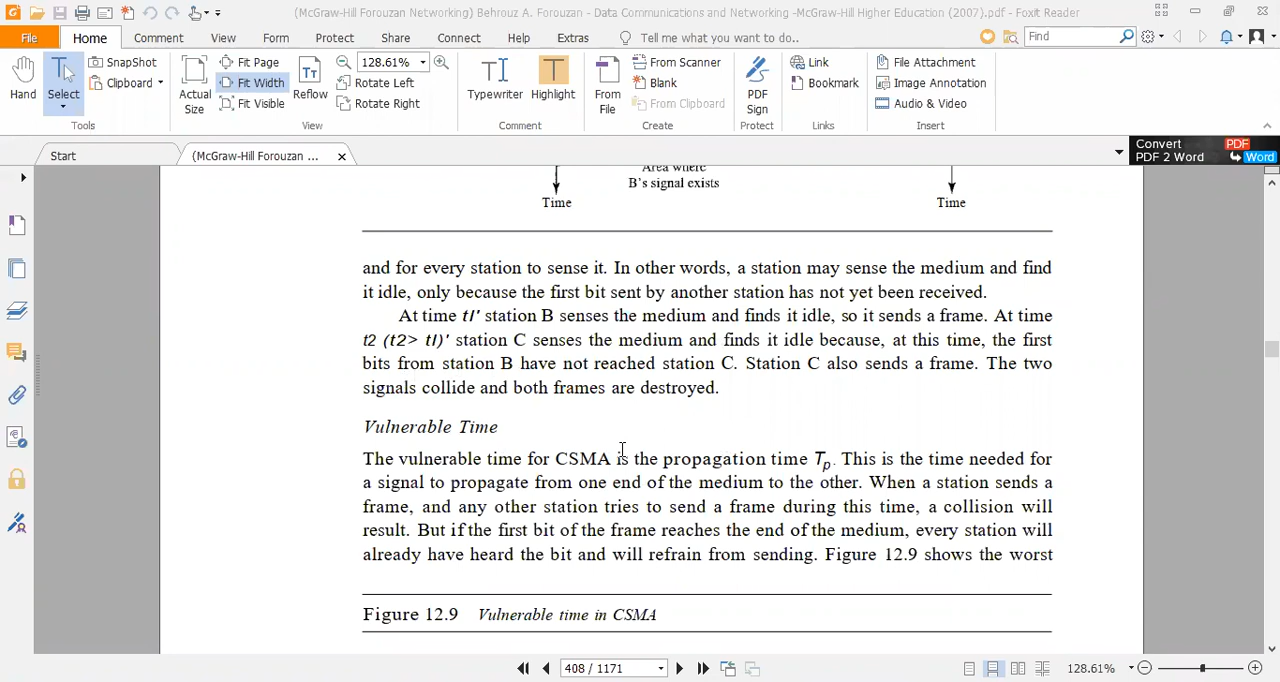 (McGraw-Hill Forouzan Networking) Behrouz A. Forouzan - Data Communications and Networking -McGraw-Hill Higher Education (2007).pdf - Foxit Reader
File Home Comment View Form Protect Share Connect Help Extras Tell me what you want to do.. Find
Hand Select SnapShot Clipboard Actual Size Fit Page Fit Width Fit Visible Reflow 128.61% Rotate Left Rotate Right Typewriter Highlight From File From Scanner Blank From Clipboard PDF Sign Link Bookmark File Attachment Image Annotation Audio & Video
Tools View Comment Create Protect Links Insert
Start (McGraw-Hill Forouzan ... Convert PDF 2 Word PDF Word
Area where
B's signal exists
Time Time
and for every station to sense it. In other words, a station may sense the medium and find
it idle, only because the first bit sent by another station has not yet been received.
At time tl' station B senses the medium and finds it idle, so it sends a frame. At time
t2 (t2> tl)' station C senses the medium and finds it idle because, at this time, the first
bits from station B have not reached station C. Station C also sends a frame. The two
signals collide and both frames are destroyed.
Vulnerable Time
The vulnerable time for CSMA is the propagation time Tp. This is the time needed for
a signal to propagate from one end of the medium to the other. When a station sends a
frame, and any other station tries to send a frame during this time, a collision will
result. But if the first bit of the frame reaches the end of the medium, every station will
already have heard the bit and will refrain from sending. Figure 12.9 shows the worst
Figure 12.9 Vulnerable time in CSMA
408 / 1171 128.61%